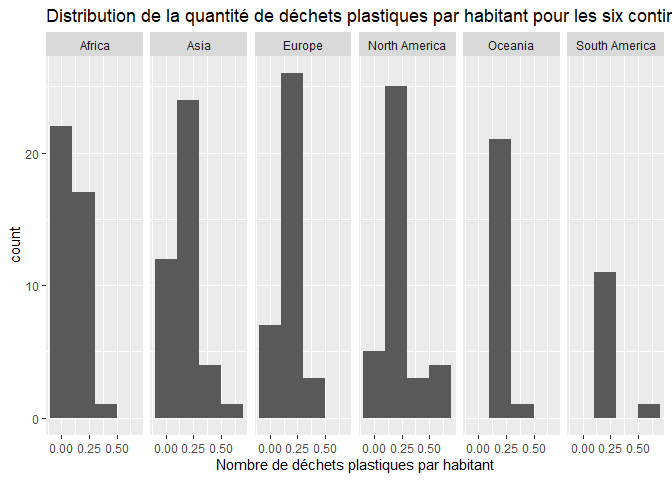 Distribution de la quantité de déchets plastiques par habitant pour les six contin
Africa Asia Europe North America Oceania South America
20
10
0
count
0.00 0.25 0.50 0.00 0.25 0.50 0.00 0.25 0.50 0.00 0.25 0.50 0.00 0.25 0.50 0.00 0.25 0.50
Nombre de déchets plastiques par habitant